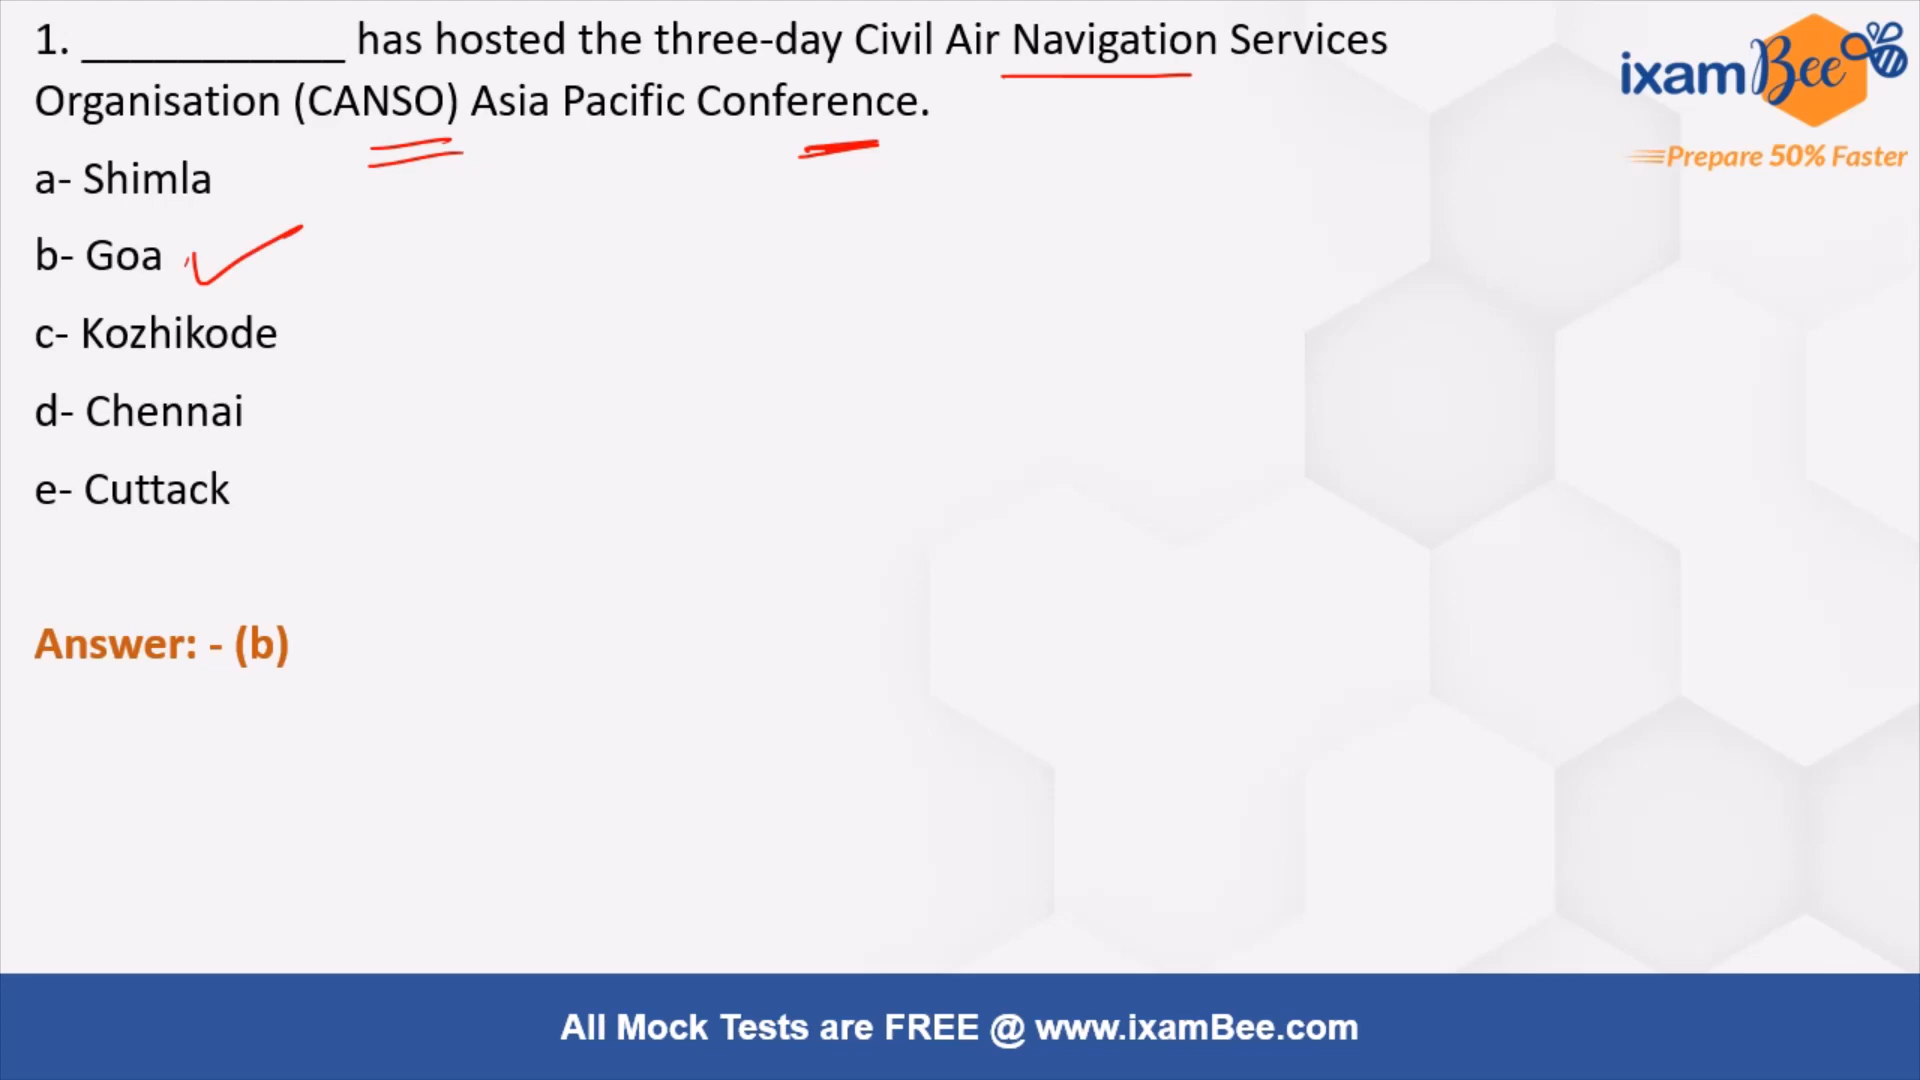 1. ____________ has hosted the three-day Civil Air Navigation Services
Organisation (CANSO) Asia Pacific Conference.
a- Shimla
b- Goa
c- Kozhikode
d- Chennai
e- Cuttack
Answer: - (b)
ixamBee
Prepare 50% Faster
All Mock Tests are FREE @ www.ixamBee.com